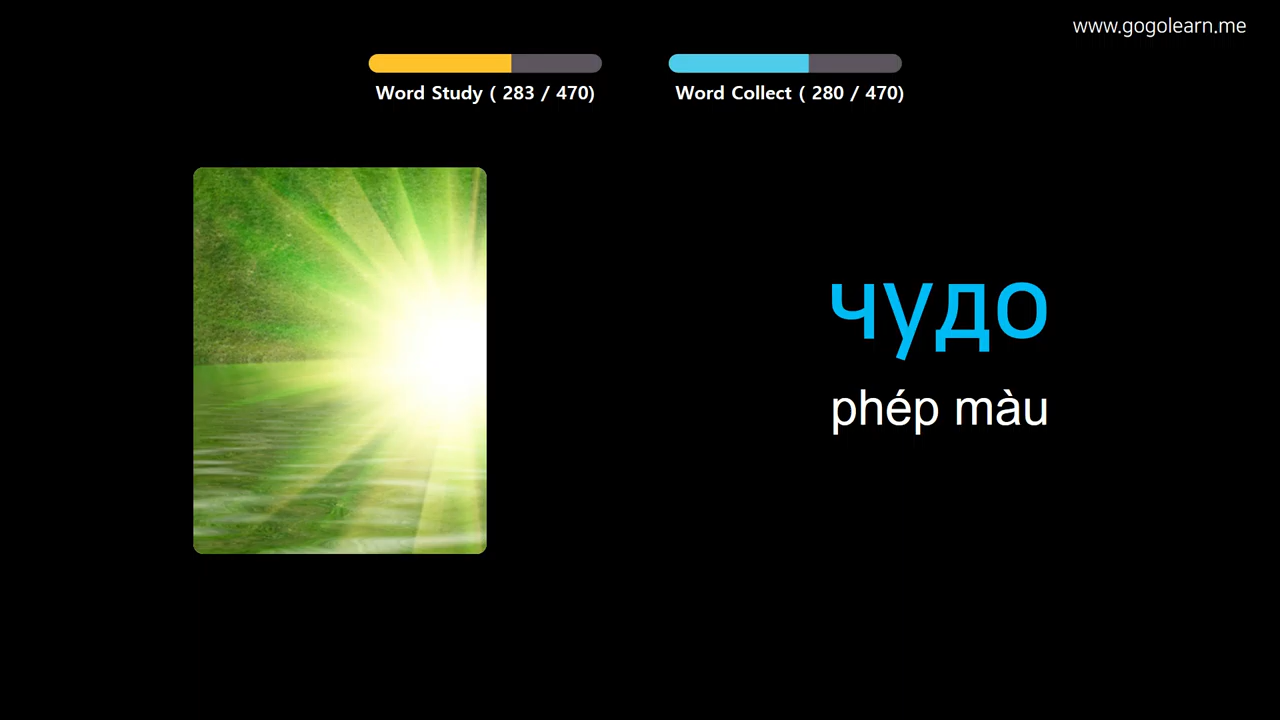 www.gogolearn.me
Word Study ( 283 / 470)
Word Collect ( 280 / 470)
чудо
phép màu